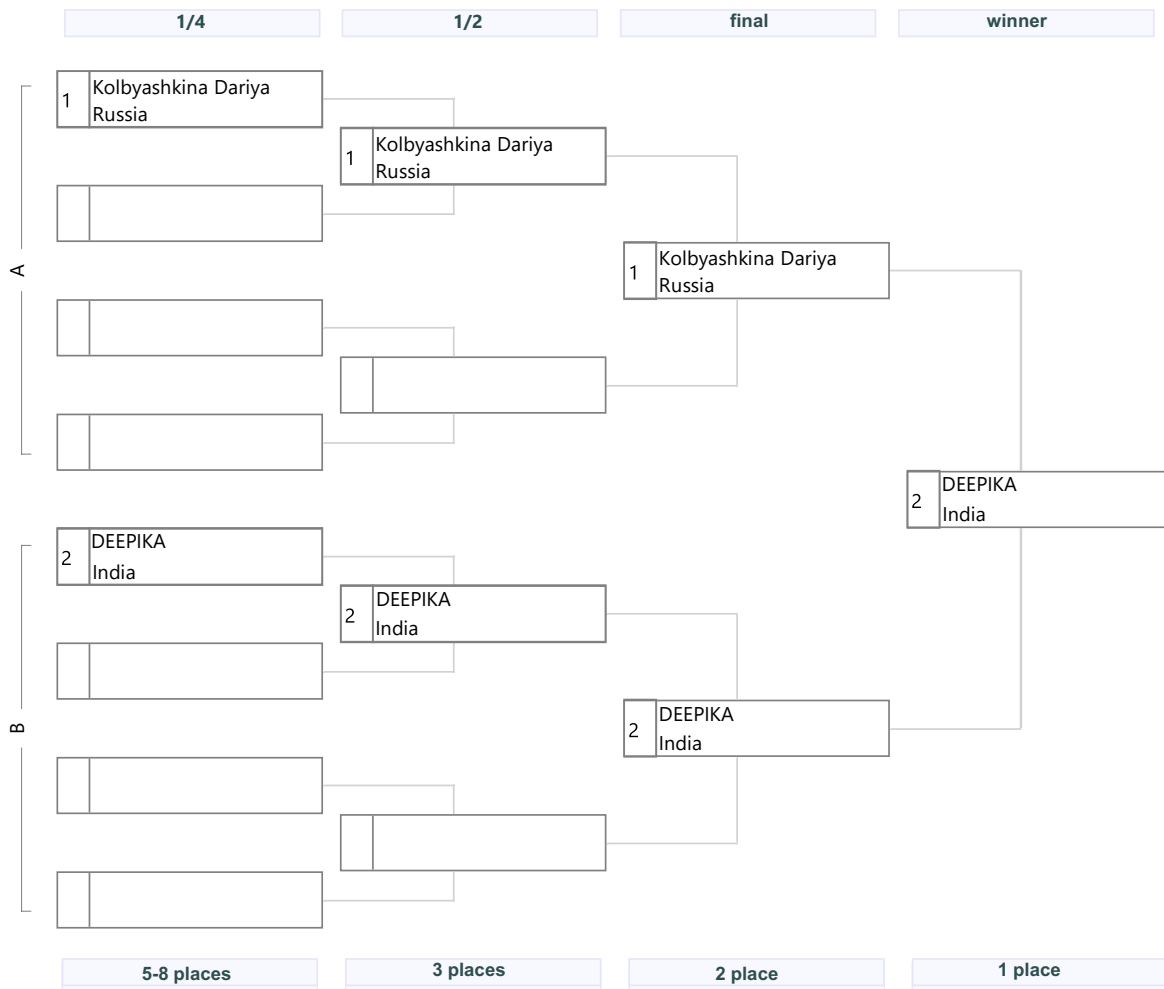 1/4
1/2
final
winner
1
Kolbyashkina Dariya
Russia
1
Kolbyashkina Dariya
Russia
A
1
Kolbyashkina Dariya
Russia
2
DEEPIKA
India
2
DEEPIKA
India
2
DEEPIKA
India
B
2
DEEPIKA
India
5-8 places
3 places
2 place
1 place